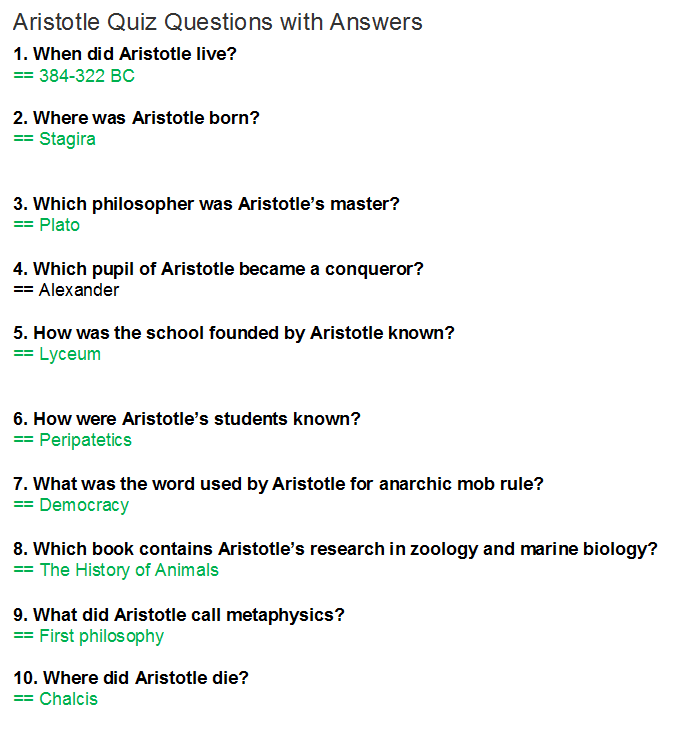 Aristotle Quiz Questions with Answers
1. When did Aristotle live?
== 384-322 BC
2. Where was Aristotle born?
== Stagira
3. Which philosopher was Aristotle’s master?
== Plato
4. Which pupil of Aristotle became a conqueror?
== Alexander
5. How was the school founded by Aristotle known?
== Lyceum
6. How were Aristotle’s students known?
== Peripatetics
7. What was the word used by Aristotle for anarchic mob rule?
== Democracy
8. Which book contains Aristotle’s research in zoology and marine biology?
== The History of Animals
9. What did Aristotle call metaphysics?
== First philosophy
10. Where did Aristotle die?
== Chalcis